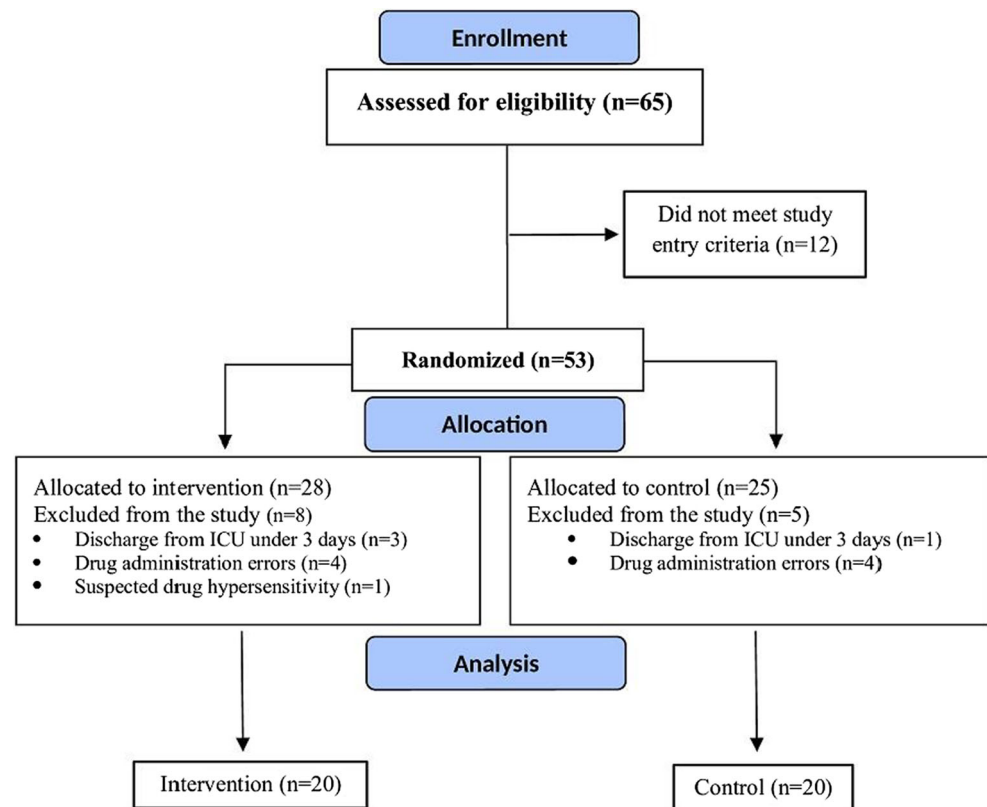 Enrollment
Assessed for eligibility (n=65)
Did not meet study
entry criteria (n=12)
Randomized (n=53)
Allocation
Allocated to intervention (n=28)
Excluded from the study (n=8)
• Discharge from ICU under 3 days (n=3)
• Drug administration errors (n=4)
• Suspected drug hypersensitivity (n=1)
Allocated to control (n=25)
Excluded from the study (n=5)
• Discharge from ICU under 3 days (n=1)
• Drug administration errors (n=4)
Analysis
Intervention (n=20)
Control (n=20)